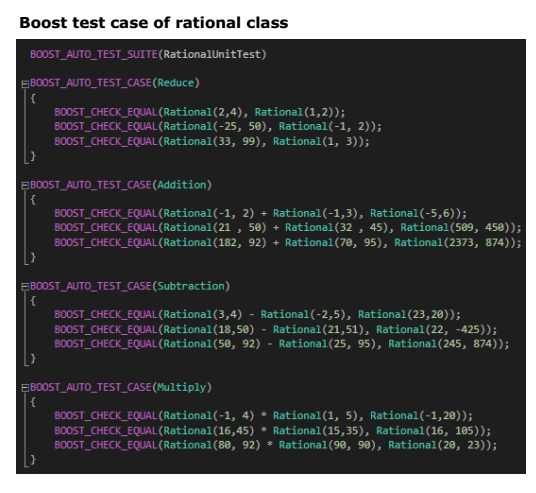 Boost test case of rational class
BOOST_AUTO_TEST_SUITE(RationalUnitTest)
BOOST_AUTO_TEST_CASE(Reduce)
{
BOOST_CHECK_EQUAL(Rational(2,4), Rational(1,2));
BOOST_CHECK_EQUAL(Rational(-25, 50), Rational(-1, 2));
BOOST_CHECK_EQUAL(Rational(33, 99), Rational(1, 3));
}
BOOST_AUTO_TEST_CASE(Addition)
{
BOOST_CHECK_EQUAL(Rational(-1, 2) + Rational(-1,3), Rational(-5,6));
BOOST_CHECK_EQUAL(Rational(21 , 50) + Rational(32 , 45), Rational(509, 450));
BOOST_CHECK_EQUAL(Rational(182, 92) + Rational(70, 95), Rational(2373, 874));
}
BOOST_AUTO_TEST_CASE(Subtraction)
{
BOOST_CHECK_EQUAL(Rational(3,4) - Rational(-2,5), Rational(23,20));
BOOST_CHECK_EQUAL(Rational(18,50) - Rational(21,51), Rational(22, -425));
BOOST_CHECK_EQUAL(Rational(50, 92) - Rational(25, 95), Rational(245, 874));
}
BOOST_AUTO_TEST_CASE(Multiply)
{
BOOST_CHECK_EQUAL(Rational(-1, 4) * Rational(1, 5), Rational(-1,20));
BOOST_CHECK_EQUAL(Rational(16,45) * Rational(15,35), Rational(16, 105));
BOOST_CHECK_EQUAL(Rational(80, 92) * Rational(90, 90), Rational(20, 23));
}